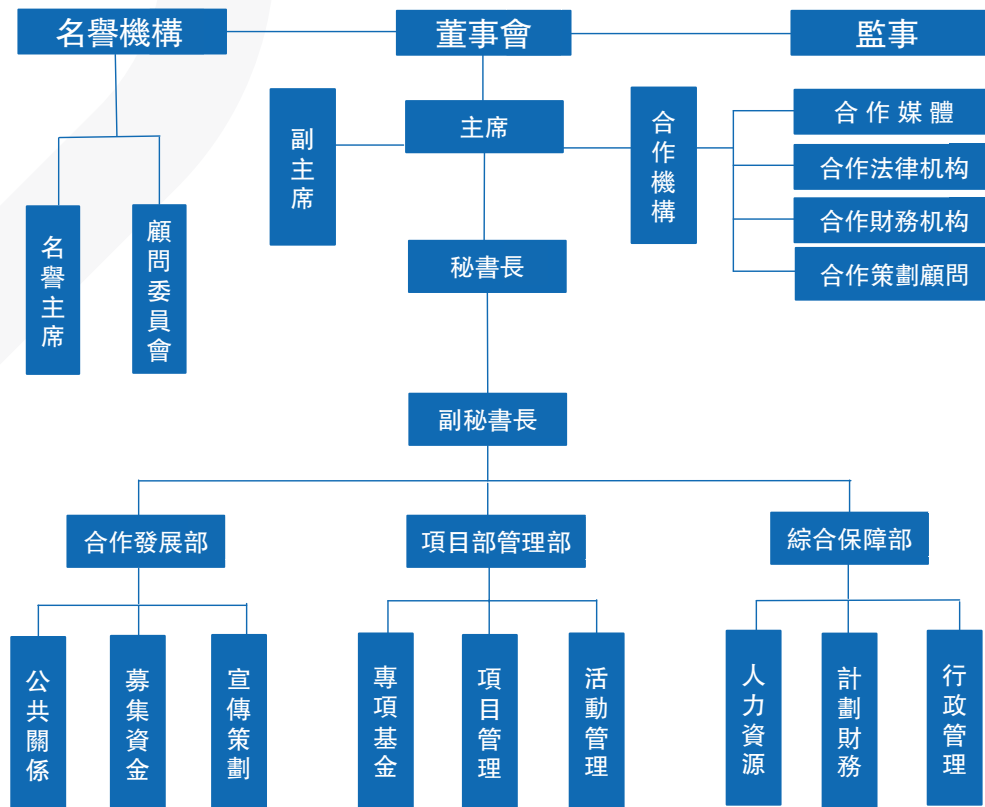 名譽機構
董事會
監事
副主席
主席
合作機構
合作媒體
合作法律机构
合作財務机构
合作策劃顧問
名譽主席
顧問委員會
秘書長
副秘書長
合作發展部
項目部管理部
綜合保障部
公共關係
募集資金
宣傳策劃
專項基金
項目管理
活動管理
人力資源
計劃財務
行政管理